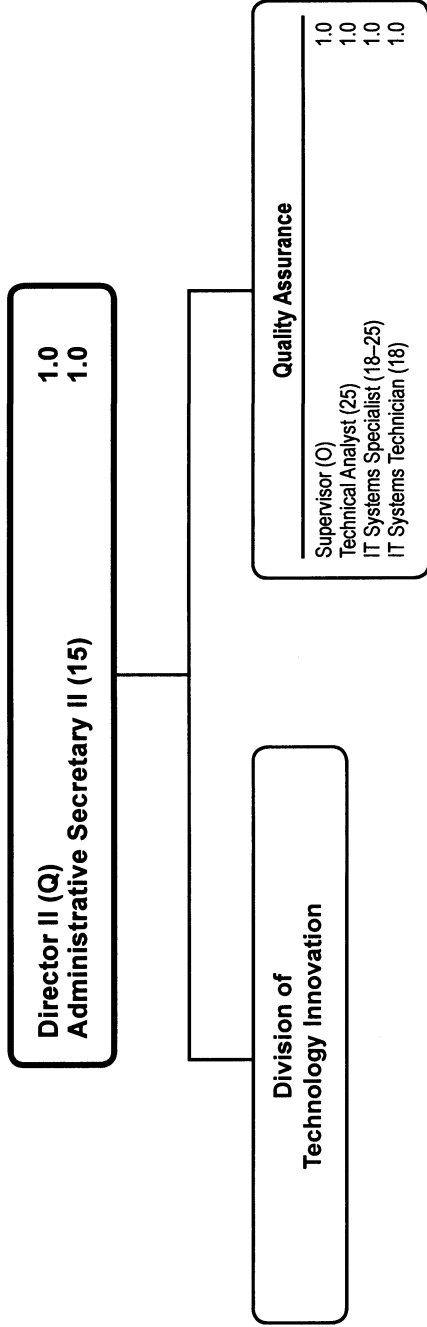 Director II (Q) 1.0
Administrative Secretary II (15) 1.0
Division of
Technology Innovation
Quality Assurance
Supervisor (O) 1.0
Technical Analyst (25) 1.0
IT Systems Specialist (18–25) 1.0
IT Systems Technician (18) 1.0